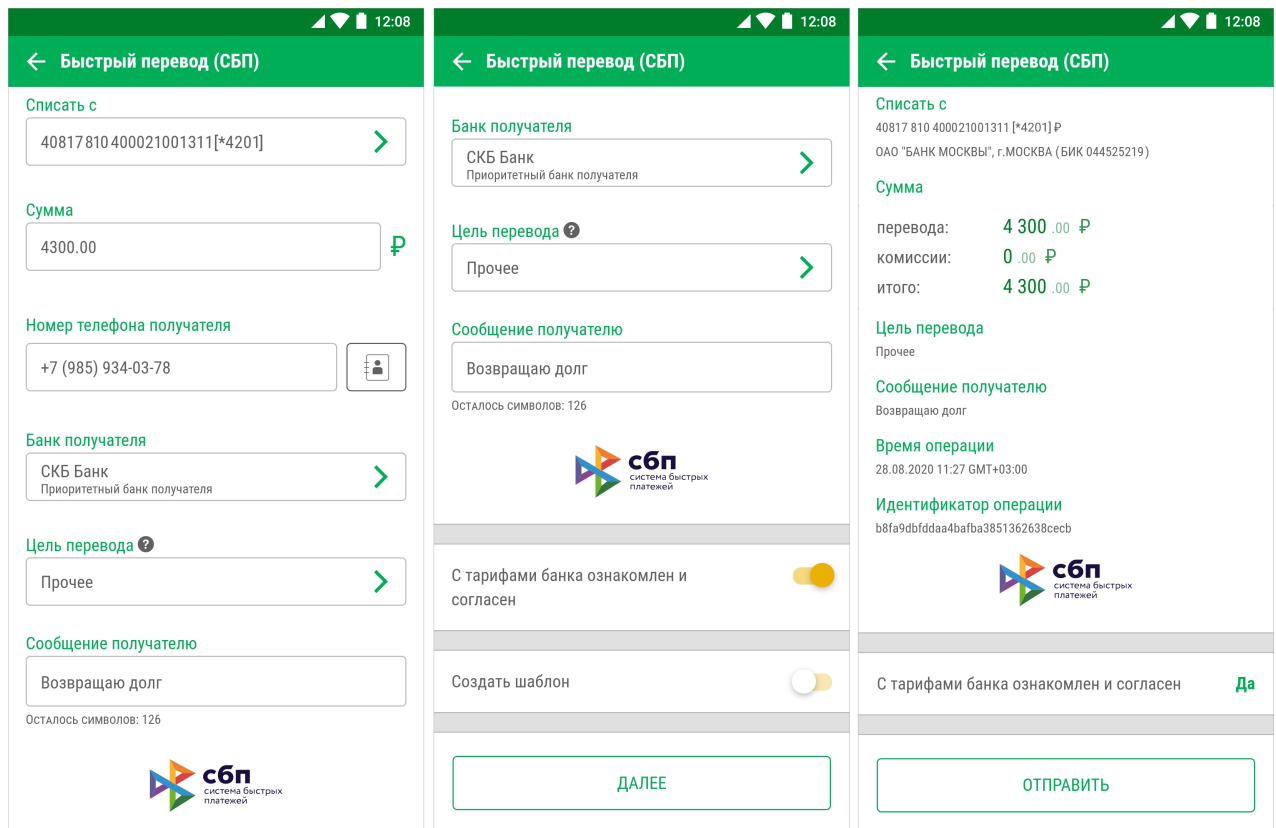 12:08
Быстрый перевод (СБП)
Списать с
40817 810 400021001311 [*4201]
Сумма
4300.00
₽
Номер телефона получателя
+7 (985) 934-03-78
Банк получателя
СКБ Банк
Приоритетный банк получателя
Цель перевода ?
Прочее
Сообщение получателю
Возвращаю долг
Осталось символов: 126
сбп
система быстрых
платежей
12:08
Быстрый перевод (СБП)
Банк получателя
СКБ Банк
Приоритетный банк получателя
Цель перевода ?
Прочее
Сообщение получателю
Возвращаю долг
Осталось символов: 126
сбп
система быстрых
платежей
С тарифами банка ознакомлен и
согласен
Создать шаблон
ДАЛЕЕ
12:08
Быстрый перевод (СБП)
Списать с
40817 810 400021001311 [*4201] ₽
ОАО "БАНК МОСКВЫ", г.МОСКВА (БИК 044525219)
Сумма
перевода: 4 300 .00 ₽
комиссии: 0 .00 ₽
итого: 4 300 .00 ₽
Цель перевода
Прочее
Сообщение получателю
Возвращаю долг
Время операции
28.08.2020 11:27 GMT+03:00
Идентификатор операции
b8fa9dbfddaa4bafba3851362638cecb
сбп
система быстрых
платежей
С тарифами банка ознакомлен и согласен Да
ОТПРАВИТЬ